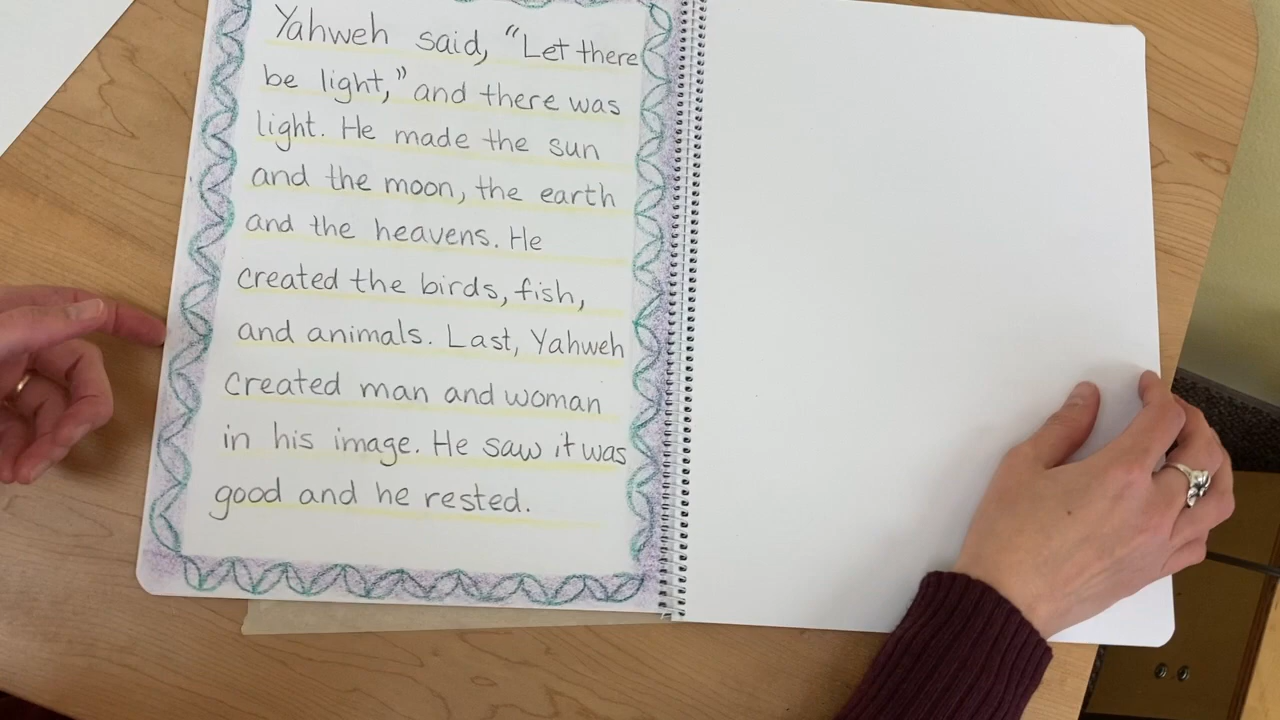 Yahweh said, "Let there
be light," and there was
light. He made the sun
and the moon, the earth
and the heavens. He
created the birds, fish,
and animals. Last, Yahweh
created man and woman
in his image. He saw it was
good and he rested.